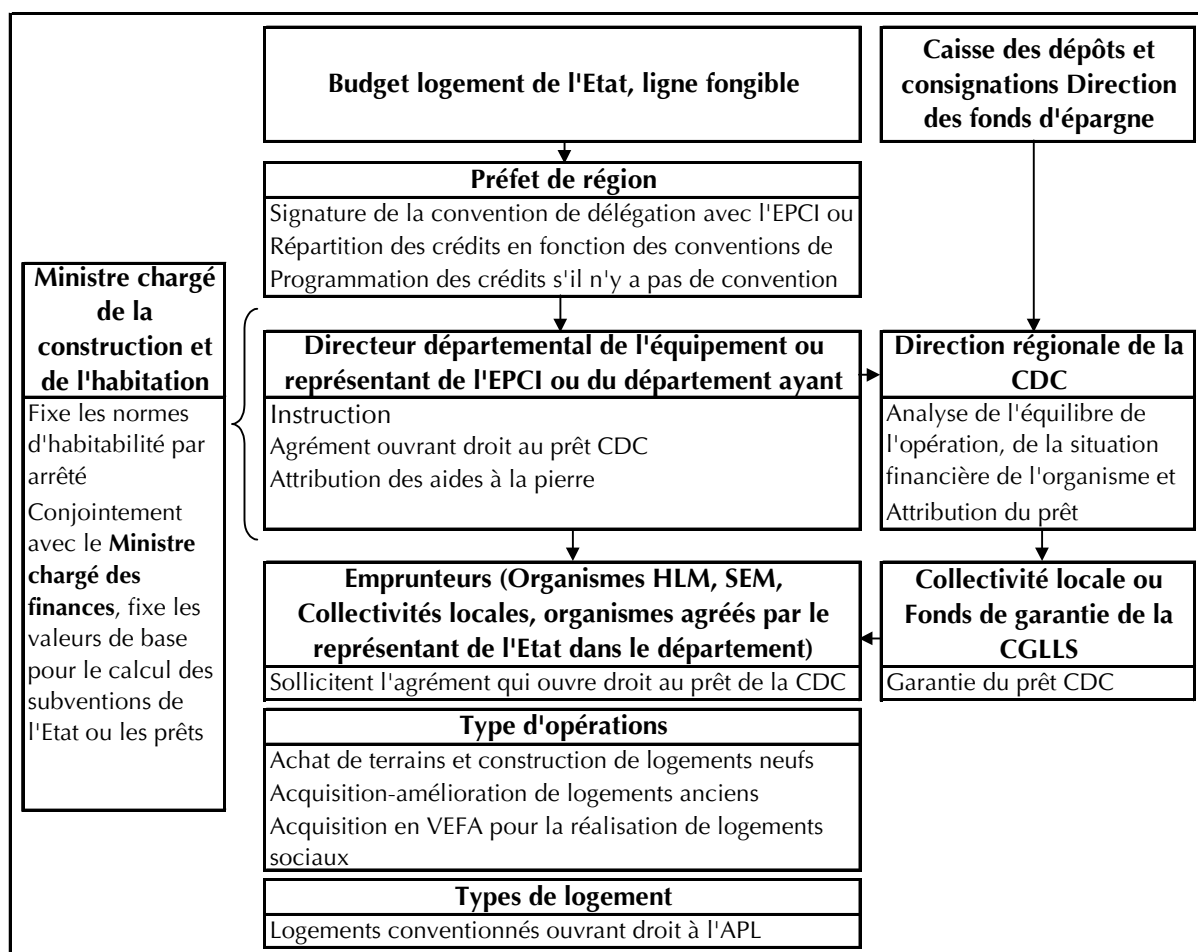 Budget logement de l'Etat, ligne fongible
Caisse des dépôts et
consignations Direction
des fonds d'épargne
Préfet de région
Signature de la convention de délégation avec l'EPCI ou
Répartition des crédits en fonction des conventions de
Programmation des crédits s'il n'y a pas de convention
Ministre chargé
de la
construction et
de l'habitation
Fixe les normes
d'habitabilité par
arrêté
Conjointement
avec le Ministre
chargé des
finances, fixe les
valeurs de base
pour le calcul des
subventions de
l'Etat ou les prêts
Directeur départemental de l'équipement ou
représentant de l'EPCI ou du département ayant
Instruction
Agrément ouvrant droit au prêt CDC
Attribution des aides à la pierre
Direction régionale de la
CDC
Analyse de l'équilibre de
l'opération, de la situation
financière de l'organisme et
Attribution du prêt
Emprunteurs (Organismes HLM, SEM,
Collectivités locales, organismes agréés par le
représentant de l'Etat dans le département)
Sollicitent l'agrément qui ouvre droit au prêt de la CDC
Collectivité locale ou
Fonds de garantie de la
CGLLS
Garantie du prêt CDC
Type d'opérations
Achat de terrains et construction de logements neufs
Acquisition-amélioration de logements anciens
Acquisition en VEFA pour la réalisation de logements
sociaux
Types de logement
Logements conventionnés ouvrant droit à l'APL